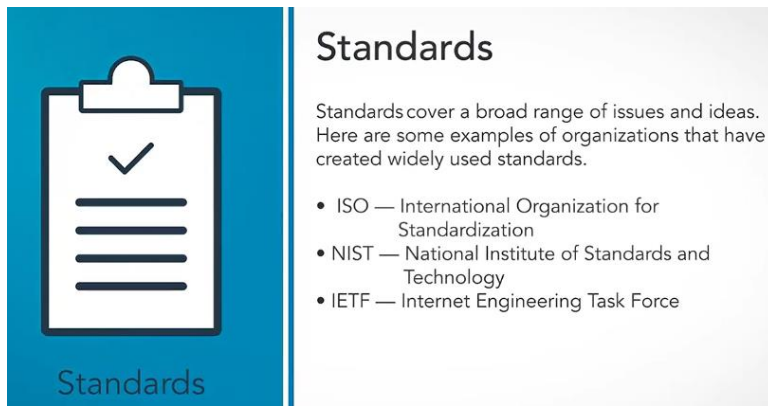 Standards
Standards cover a broad range of issues and ideas.
Here are some examples of organizations that have
created widely used standards.
• ISO — International Organization for
Standardization
• NIST — National Institute of Standards and
Technology
• IETF — Internet Engineering Task Force
Standards